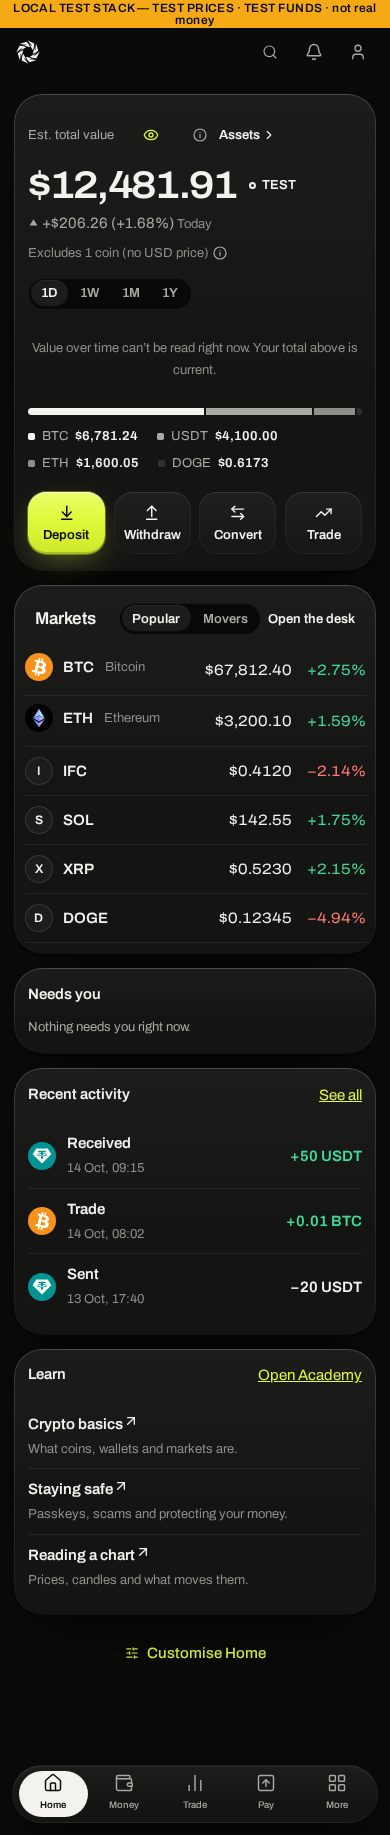 LOCAL TEST STACK — TEST PRICES · TEST FUNDS · not real
money
Est. total value
Assets
$12,481.91 TEST
+$206.26 (+1.68%) Today
Excludes 1 coin (no USD price)
1D 1W 1M 1Y
Value over time can't be read right now. Your total above is
current.
BTC $6,781.24 USDT $4,100.00
ETH $1,600.05 DOGE $0.6173
Deposit Withdraw Convert Trade
Markets Popular Movers Open the desk
BTC Bitcoin $67,812.40 +2.75%
ETH Ethereum $3,200.10 +1.59%
I IFC $0.4120 −2.14%
S SOL $142.55 +1.75%
X XRP $0.5230 +2.15%
D DOGE $0.12345 −4.94%
Needs you
Nothing needs you right now.
Recent activity See all
Received
14 Oct, 09:15
+50 USDT
Trade
14 Oct, 08:02
+0.01 BTC
Sent
13 Oct, 17:40
−20 USDT
Learn Open Academy
Crypto basics
What coins, wallets and markets are.
Staying safe
Passkeys, scams and protecting your money.
Reading a chart
Prices, candles and what moves them.
Customise Home
Home Money Trade Pay More